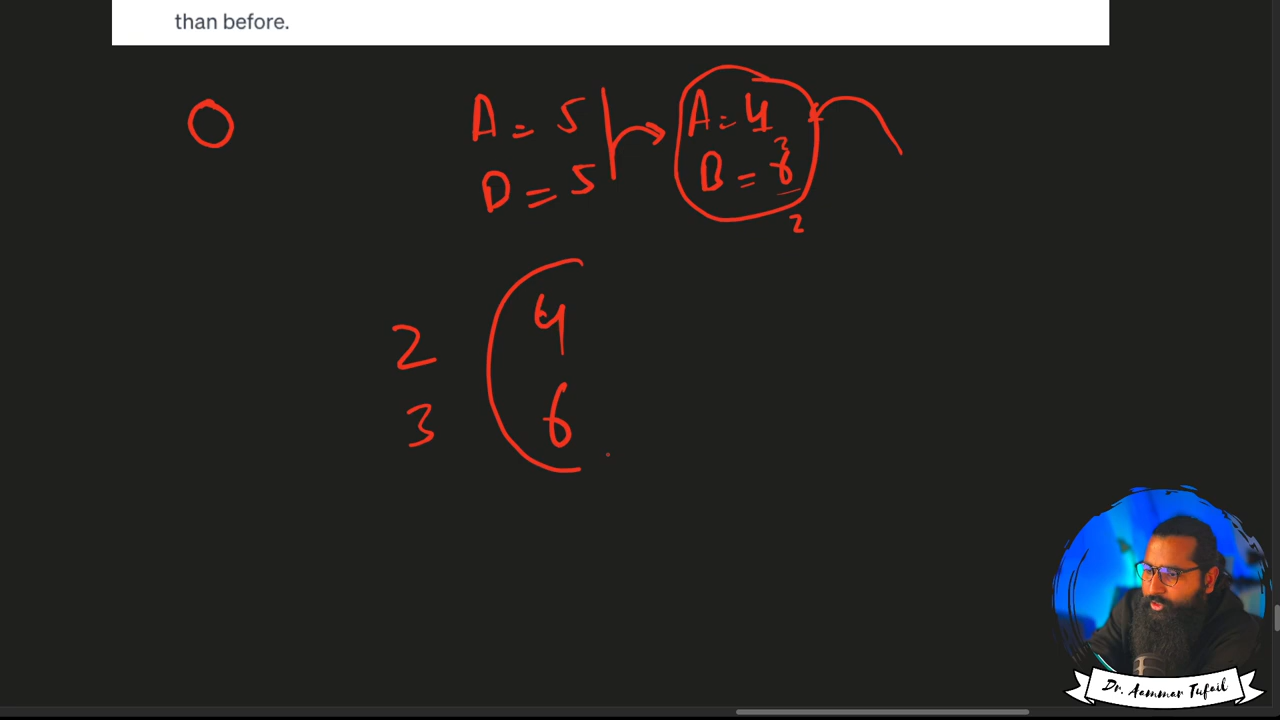 than before.
A = 5
D = 5
A = 4
3
B = 6
2
4
2
6
3
Dr. Aammar Tufail